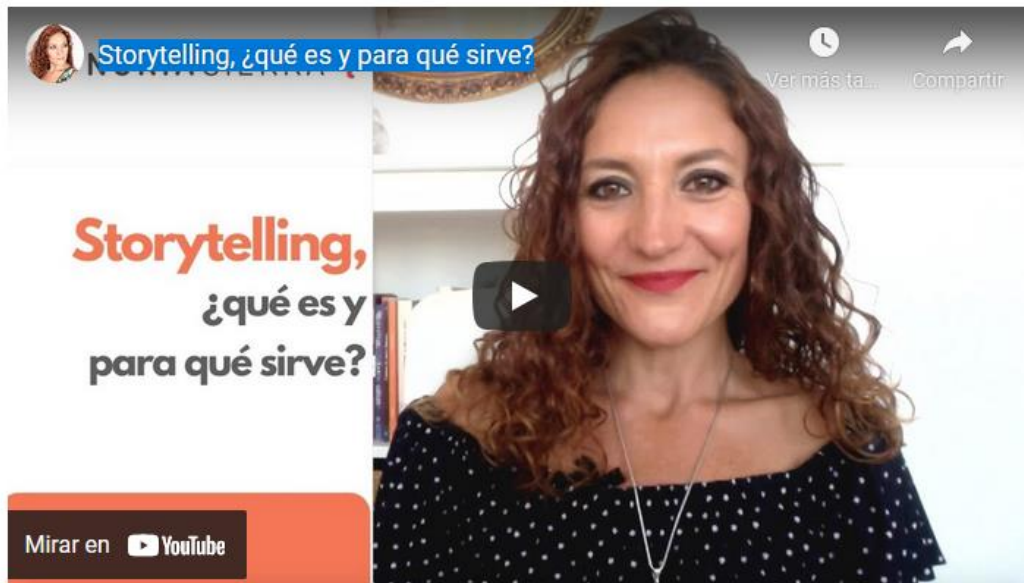 Storytelling, ¿qué es y para qué sirve?
Ver más ta...
Compartir
Storytelling,
¿qué es y
para qué sirve?
Mirar en YouTube